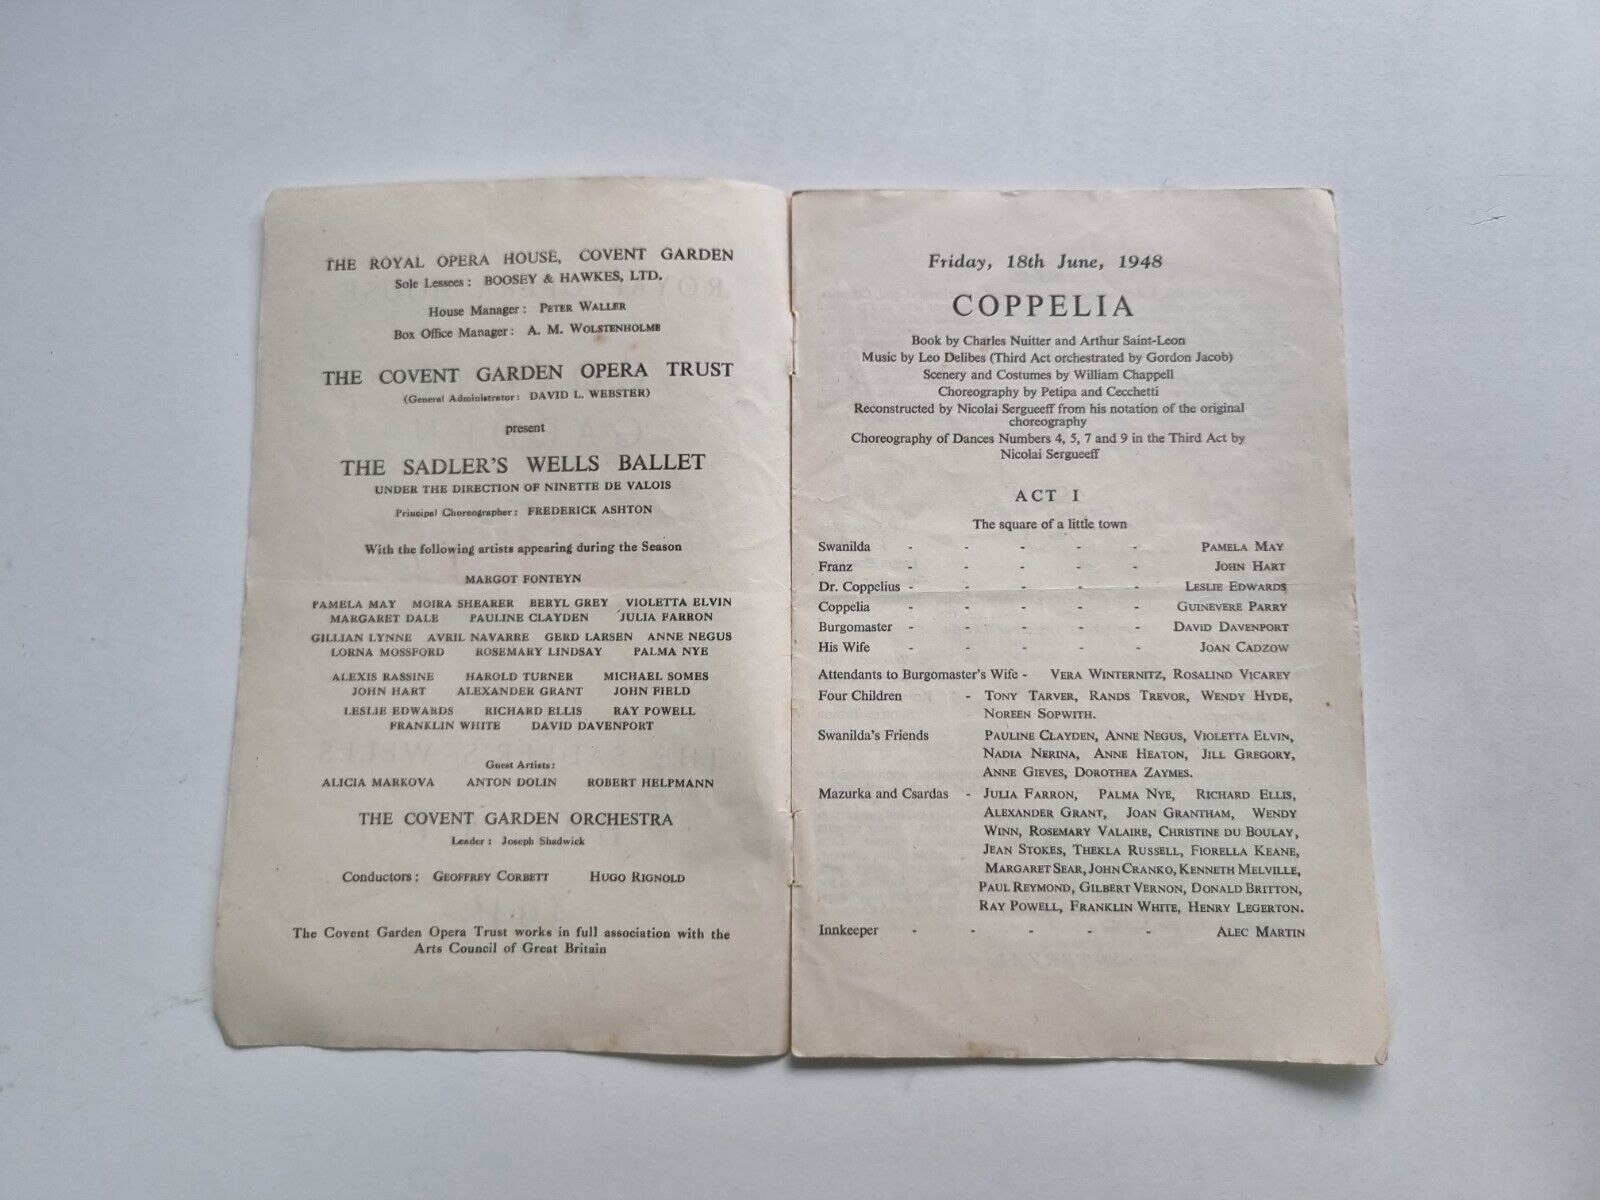 THE ROYAL OPERA HOUSE, COVENT GARDEN
Sole Lessees: BOOSEY & HAWKES, LTD.
House Manager: PETER WALLER
Box Office Manager: A. M. WOLSTENHOLME
THE COVENT GARDEN OPERA TRUST
(General Administrator: DAVID L. WEBSTER)
present
THE SADLER'S WELLS BALLET
UNDER THE DIRECTION OF NINETTE DE VALOIS
Principal Choreographer: FREDERICK ASHTON
With the following artists appearing during the Season
MARGOT FONTEYN
PAMELA MAY MOIRA SHEARER BERYL GREY VIOLETTA ELVIN
MARGARET DALE PAULINE CLAYDEN JULIA FARRON
GILLIAN LYNNE AVRIL NAVARRE GERD LARSEN ANNE NEGUS
LORNA MOSSFORD ROSEMARY LINDSAY PALMA NYE
ALEXIS RASSINE HAROLD TURNER MICHAEL SOMES
JOHN HART ALEXANDER GRANT JOHN FIELD
LESLIE EDWARDS RICHARD ELLIS RAY POWELL
FRANKLIN WHITE DAVID DAVENPORT
Guest Artists:
ALICIA MARKOVA ANTON DOLIN ROBERT HELPMANN
THE COVENT GARDEN ORCHESTRA
Leader: Joseph Shadwick
Conductors: GEOFFREY CORBETT HUGO RIGNOLD
The Covent Garden Opera Trust works in full association with the
Arts Council of Great Britain
Friday, 18th June, 1948
COPPELIA
Book by Charles Nuitter and Arthur Saint-Leon
Music by Leo Delibes (Third Act orchestrated by Gordon Jacob)
Scenery and Costumes by William Chappell
Choreography by Petipa and Cecchetti
Reconstructed by Nicolai Sergueeff from his notation of the original
choreography
Choreography of Dances Numbers 4, 5, 7 and 9 in the Third Act by
Nicolai Sergueeff
ACT I
The square of a little town
Swanilda - - - - - PAMELA MAY
Franz - - - - - JOHN HART
Dr. Coppelius - - - - - LESLIE EDWARDS
Coppelia - - - - - GUINEVERE PARRY
Burgomaster - - - - - DAVID DAVENPORT
His Wife - - - - - JOAN CADZOW
Attendants to Burgomaster's Wife - VERA WINTERNITZ, ROSALIND VICAREY
Four Children - TONY TARVER, RANDS TREVOR, WENDY HYDE,
NOREEN SOPWITH.
Swanilda's Friends PAULINE CLAYDEN, ANNE NEGUS, VIOLETTA ELVIN,
NADIA NERINA, ANNE HEATON, JILL GREGORY,
ANNE GIEVES, DOROTHEA ZAYMES.
Mazurka and Csardas - JULIA FARRON, PALMA NYE, RICHARD ELLIS,
ALEXANDER GRANT, JOAN GRANTHAM, WENDY
WINN, ROSEMARY VALAIRE, CHRISTINE DU BOULAY,
JEAN STOKES, THEKLA RUSSELL, FIORELLA KEANE,
MARGARET SEAR, JOHN CRANKO, KENNETH MELVILLE,
PAUL REYMOND, GILBERT VERNON, DONALD BRITTON,
RAY POWELL, FRANKLIN WHITE, HENRY LEGERTON.
Innkeeper - - - - - ALEC MARTIN